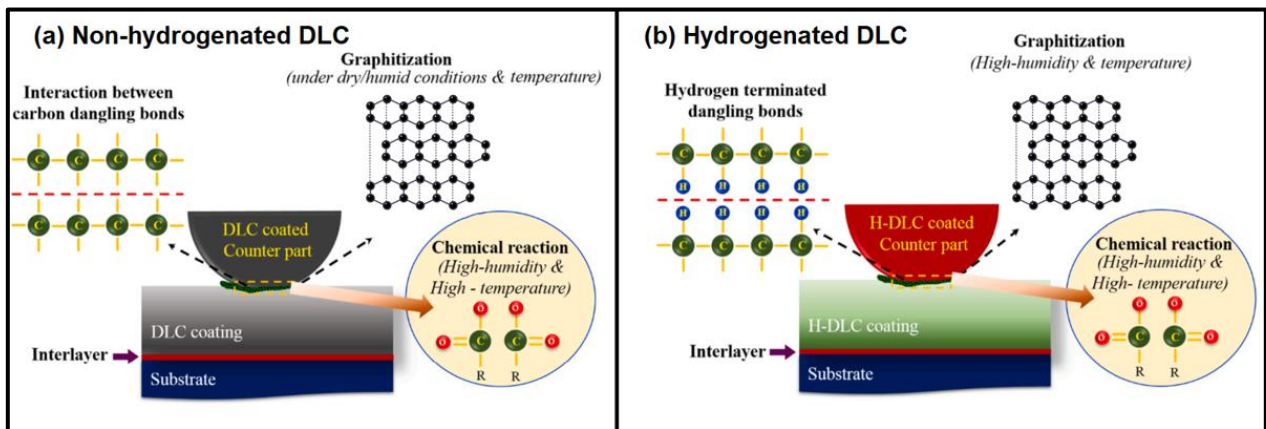 (a) Non-hydrogenated DLC
Graphitization
(under dry/humid conditions & temperature)
Interaction between
carbon dangling bonds
C C C C
C C C C
DLC coated
Counter part
Chemical reaction
(High-humidity &
High - temperature)
O O
O C C O
R R
DLC coating
Interlayer
Substrate
(b) Hydrogenated DLC
Graphitization
(High-humidity & temperature)
Hydrogen terminated
dangling bonds
C C C C
H H H H
H H H H
C C C C
H-DLC coated
Counter part
Chemical reaction
(High-humidity &
High- temperature)
O O
O C C O
R R
H-DLC coating
Interlayer
Substrate